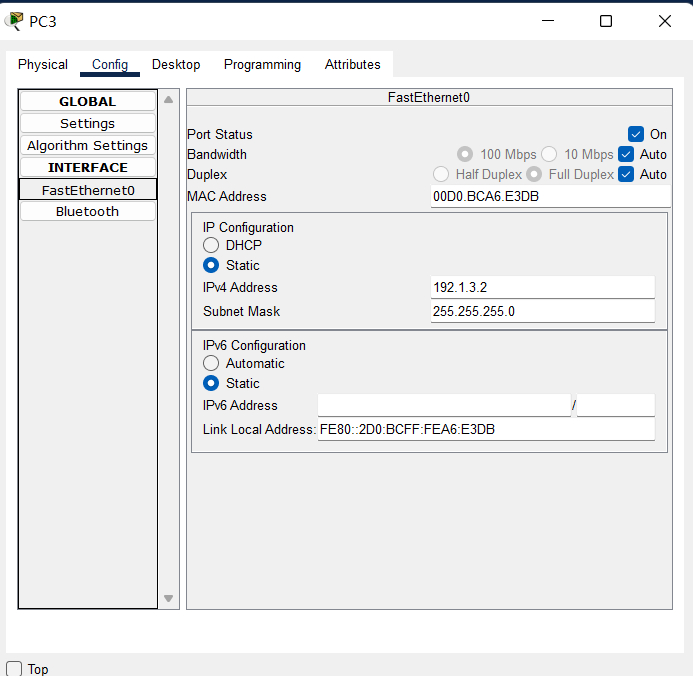 PC3
Physical Config Desktop Programming Attributes
GLOBAL
Settings
Algorithm Settings
INTERFACE
FastEthernet0
Bluetooth
FastEthernet0
Port Status On
Bandwidth 100 Mbps 10 Mbps Auto
Duplex Half Duplex Full Duplex Auto
MAC Address 00D0.BCA6.E3DB
IP Configuration
DHCP
Static
IPv4 Address 192.1.3.2
Subnet Mask 255.255.255.0
IPv6 Configuration
Automatic
Static
IPv6 Address /
Link Local Address: FE80::2D0:BCFF:FEA6:E3DB
Top